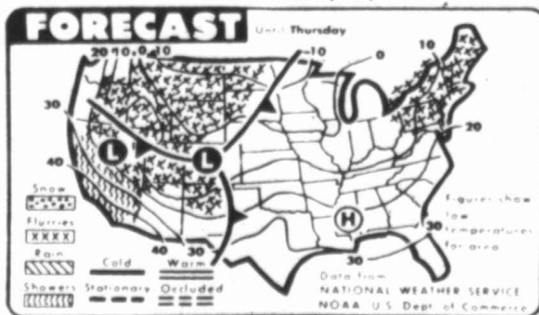 FORECAST Until Thursday
20 10 0 -10
-10
0
10
30
40
20
L
L
H
Snow
Flurries
XXXX
Rain
Showers
Cold Warm
Stationary Occluded
40 30
30
30
Figures show
low
temperatures
for area
Data from
NATIONAL WEATHER SERVICE
NOAA U.S. Dept. of Commerce